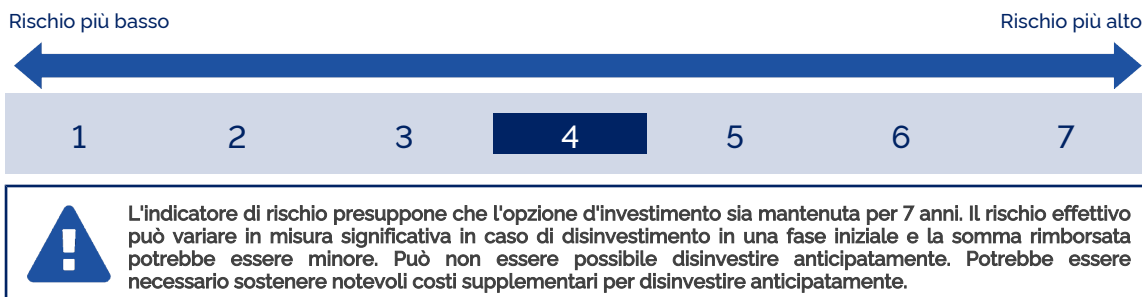 Rischio più basso Rischio più alto
1 2 3 4 5 6 7
L'indicatore di rischio presuppone che l'opzione d'investimento sia mantenuta per 7 anni. Il rischio effettivo
può variare in misura significativa in caso di disinvestimento in una fase iniziale e la somma rimborsata
potrebbe essere minore. Può non essere possibile disinvestire anticipatamente. Potrebbe essere
necessario sostenere notevoli costi supplementari per disinvestire anticipatamente.